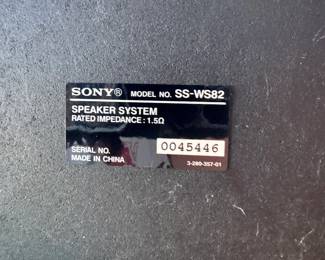 SONY® MODEL NO. SS-WS82
SPEAKER SYSTEM
RATED IMPEDANCE : 1.5Ω
SERIAL NO. 0045446
MADE IN CHINA
3-280-357-01